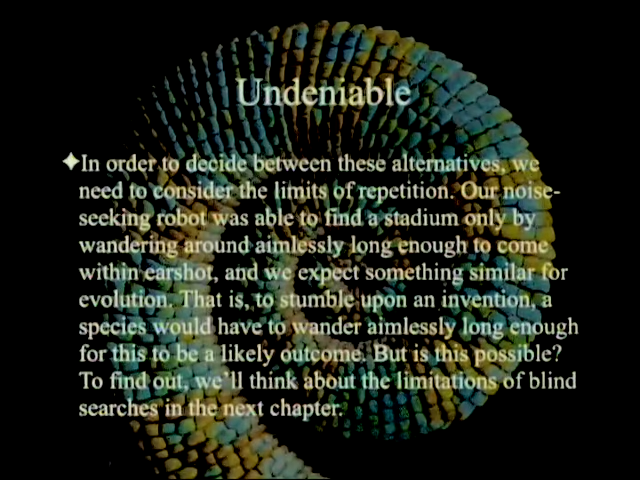 Undeniable
In order to decide between these alternatives, we
need to consider the limits of repetition. Our noise-
seeking robot was able to find a stadium only by
wandering around aimlessly long enough to come
within earshot, and we expect something similar for
evolution. That is, to stumble upon an invention, a
species would have to wander aimlessly long enough
for this to be a likely outcome. But is this possible?
To find out, we'll think about the limitations of blind
searches in the next chapter.